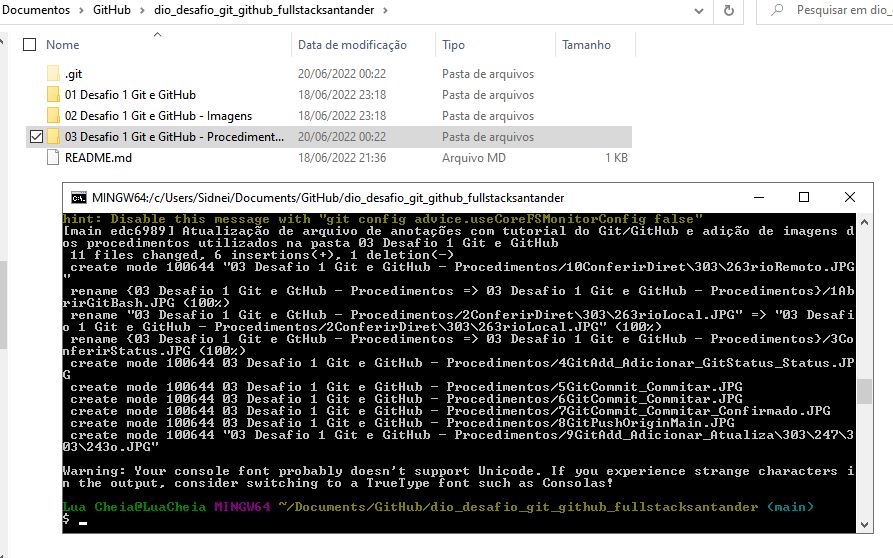 Documentos > GitHub > dio_desafio_git_github_fullstacksantander >
Pesquisar em dio_
Nome Data de modificação Tipo Tamanho
.git 20/06/2022 00:22 Pasta de arquivos
01 Desafio 1 Git e GitHub 18/06/2022 23:18 Pasta de arquivos
02 Desafio 1 Git e GitHub - Imagens 18/06/2022 23:18 Pasta de arquivos
03 Desafio 1 Git e GitHub - Procediment... 20/06/2022 00:22 Pasta de arquivos
README.md 18/06/2022 21:36 Arquivo MD 1 KB
MINGW64:/c/Users/Sidnei/Documents/GitHub/dio_desafio_git_github_fullstacksantander
hint: Disable this message with "git config advice.useCoreFSMonitorConfig false"
[main edc6989] Atualização de arquivo de anotações com tutorial do Git/GitHub e adição de imagens d
os procedimentos utilizados na pasta 03 Desafio 1 Git e GitHub
 11 files changed, 6 insertions(+), 1 deletion(-)
 create mode 100644 "03 Desafio 1 Git e GitHub - Procedimentos/10ConferirDiret\303\263rioRemoto.JPG
"
 rename {03 Desafio 1 Git e GtHub - Procedimentos => 03 Desafio 1 Git e GitHub - Procedimentos}/1Ab
rirGitBash.JPG (100%)
 rename "03 Desafio 1 Git e GtHub - Procedimentos/2ConferirDiret\303\263rioLocal.JPG" => "03 Desafi
o 1 Git e GitHub - Procedimentos/2ConferirDiret\303\263rioLocal.JPG" (100%)
 rename {03 Desafio 1 Git e GtHub - Procedimentos => 03 Desafio 1 Git e GitHub - Procedimentos}/3Co
nferirStatus.JPG (100%)
 create mode 100644 03 Desafio 1 Git e GitHub - Procedimentos/4GitAdd_Adicionar_GitStatus_Status.JP
G
 create mode 100644 03 Desafio 1 Git e GitHub - Procedimentos/5GitCommit_Commitar.JPG
 create mode 100644 03 Desafio 1 Git e GitHub - Procedimentos/6GitCommit_Commitar.JPG
 create mode 100644 03 Desafio 1 Git e GitHub - Procedimentos/7GitCommit_Commitar_Confirmado.JPG
 create mode 100644 03 Desafio 1 Git e GitHub - Procedimentos/8GitPushOriginMain.JPG
 create mode 100644 "03 Desafio 1 Git e GitHub - Procedimentos/9GitAdd_Adicionar_Atualiza\303\247\3
03\243o.JPG"
Warning: Your console font probably doesn't support Unicode. If you experience strange characters i
n the output, consider switching to a TrueType font such as Consolas!
Lua Cheia@LuaCheia MINGW64 ~/Documents/GitHub/dio_desafio_git_github_fullstacksantander (main)
$